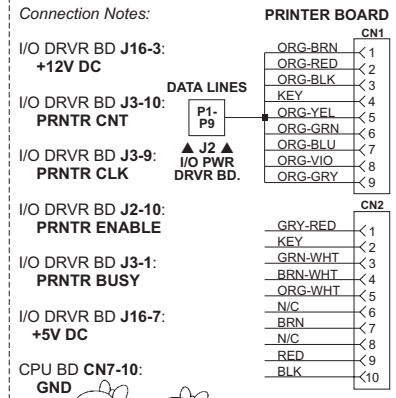 Connection Notes:
I/O DRVR BD J16-3:
+12V DC
I/O DRVR BD J3-10:
PRNTR CNT
I/O DRVR BD J3-9:
PRNTR CLK
I/O DRVR BD J2-10:
PRNTR ENABLE
I/O DRVR BD J3-1:
PRNTR BUSY
I/O DRVR BD J16-7:
+5V DC
CPU BD CN7-10:
GND
DATA LINES
P1-
P9
▲ J2 ▲
I/O PWR
DRVR BD.
PRINTER BOARD
CN1
ORG-BRN 1
ORG-RED 2
ORG-BLK 3
KEY 4
ORG-YEL 5
ORG-GRN 6
ORG-BLU 7
ORG-VIO 8
ORG-GRY 9
CN2
GRY-RED 1
KEY 2
GRN-WHT 3
BRN-WHT 4
ORG-WHT 5
N/C 6
BRN 7
N/C 8
RED 9
BLK 10